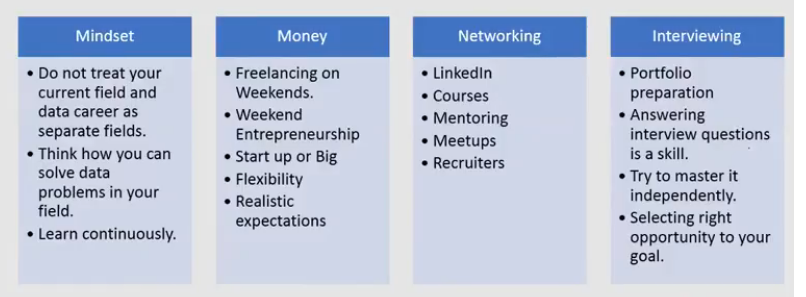 Mindset
• Do not treat your
current field and
data career as
separate fields.
• Think how you can
solve data
problems in your
field.
• Learn continuously.
Money
• Freelancing on
Weekends.
• Weekend
Entrepreneurship
• Start up or Big
• Flexibility
• Realistic
expectations
Networking
• LinkedIn
• Courses
• Mentoring
• Meetups
• Recruiters
Interviewing
• Portfolio
preparation
• Answering
interview questions
is a skill.
• Try to master it
independently.
• Selecting right
opportunity to your
goal.